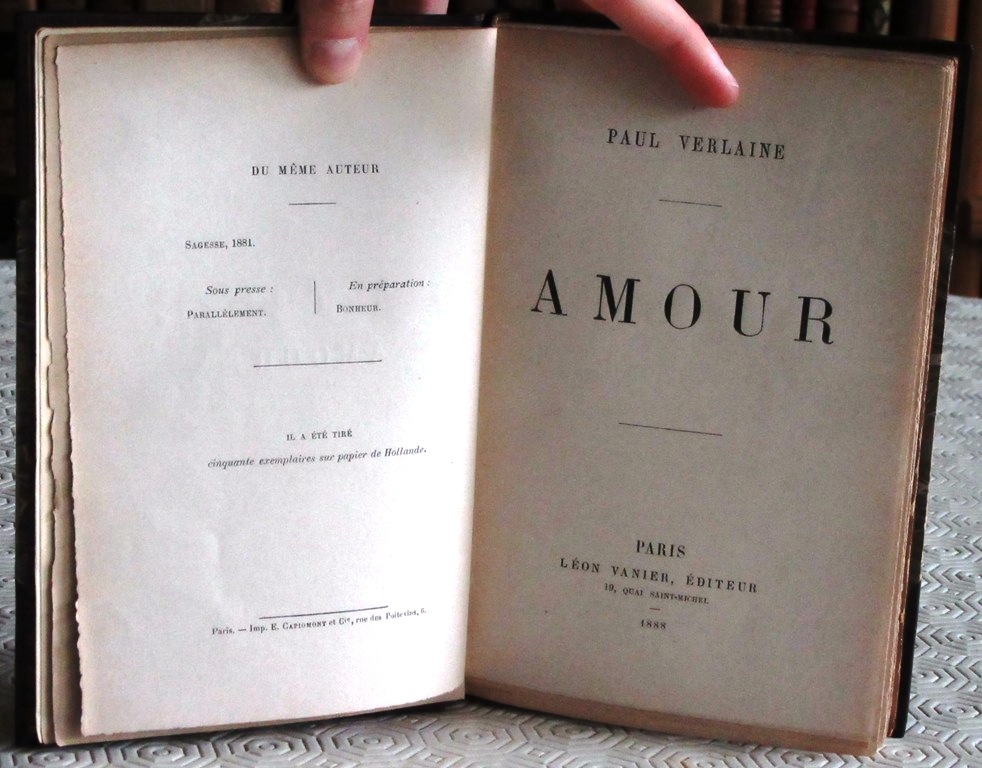 DU MÊME AUTEUR
SAGESSE, 1881.
Sous presse :
PARALLÈLEMENT.
En préparation :
BONHEUR.
IL A ÉTÉ TIRÉ
cinquante exemplaires sur papier de Hollande.
Paris. — Imp. E. CAPIOMONT et Cie, rue des Poitevins, 6.
PAUL VERLAINE
AMOUR
PARIS
LÉON VANIER, ÉDITEUR
19, QUAI SAINT-MICHEL
1888